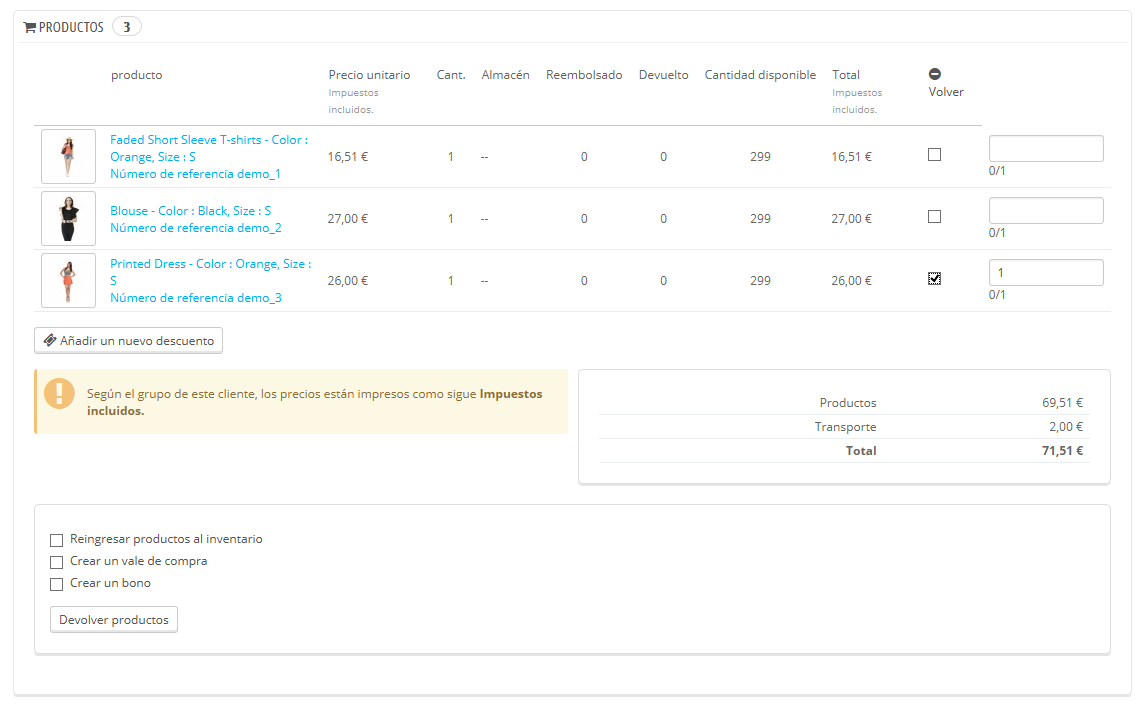 PRODUCTOS 3
producto Precio unitario Cant. Almacén Reembolsado Devuelto Cantidad disponible Total
Impuestos incluidos. Impuestos incluidos. Volver
Faded Short Sleeve T-shirts - Color :
Orange, Size : S 16,51 € 1 -- 0 0 299 16,51 €
Número de referencia demo_1 0/1
Blouse - Color : Black, Size : S
27,00 € 1 -- 0 0 299 27,00 €
Número de referencia demo_2 0/1
Printed Dress - Color : Orange, Size :
S 26,00 € 1 -- 0 0 299 26,00 € 1
Número de referencia demo_3 0/1
Añadir un nuevo descuento
Según el grupo de este cliente, los precios están impresos como sigue Impuestos
incluidos.
Productos 69,51 €
Transporte 2,00 €
Total 71,51 €
Reingresar productos al inventario
Crear un vale de compra
Crear un bono
Devolver productos